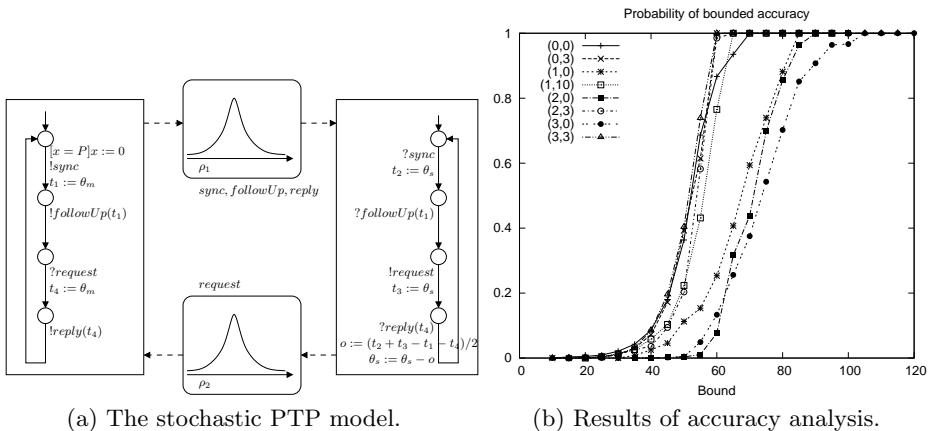 [x = P]x := 0
!sync
t₁ := θₘ
!followUp(t₁)
?request
t₄ := θₘ
!reply(t₄)
ρ₁
sync, followUp, reply
request
ρ₂
?sync
t₂ := θₛ
?followUp(t₁)
!request
t₃ := θₛ
?reply(t₄)
o := (t₂ + t₃ − t₁ − t₄)/2
θₛ := θₛ − o
(a) The stochastic PTP model.
Probability of bounded accuracy
1
0.8
0.6
0.4
0.2
0
(0,0)
(0,3)
(1,0)
(1,10)
(2,0)
(2,3)
(3,0)
(3,3)
0 20 40 60 80 100 120
Bound
(b) Results of accuracy analysis.